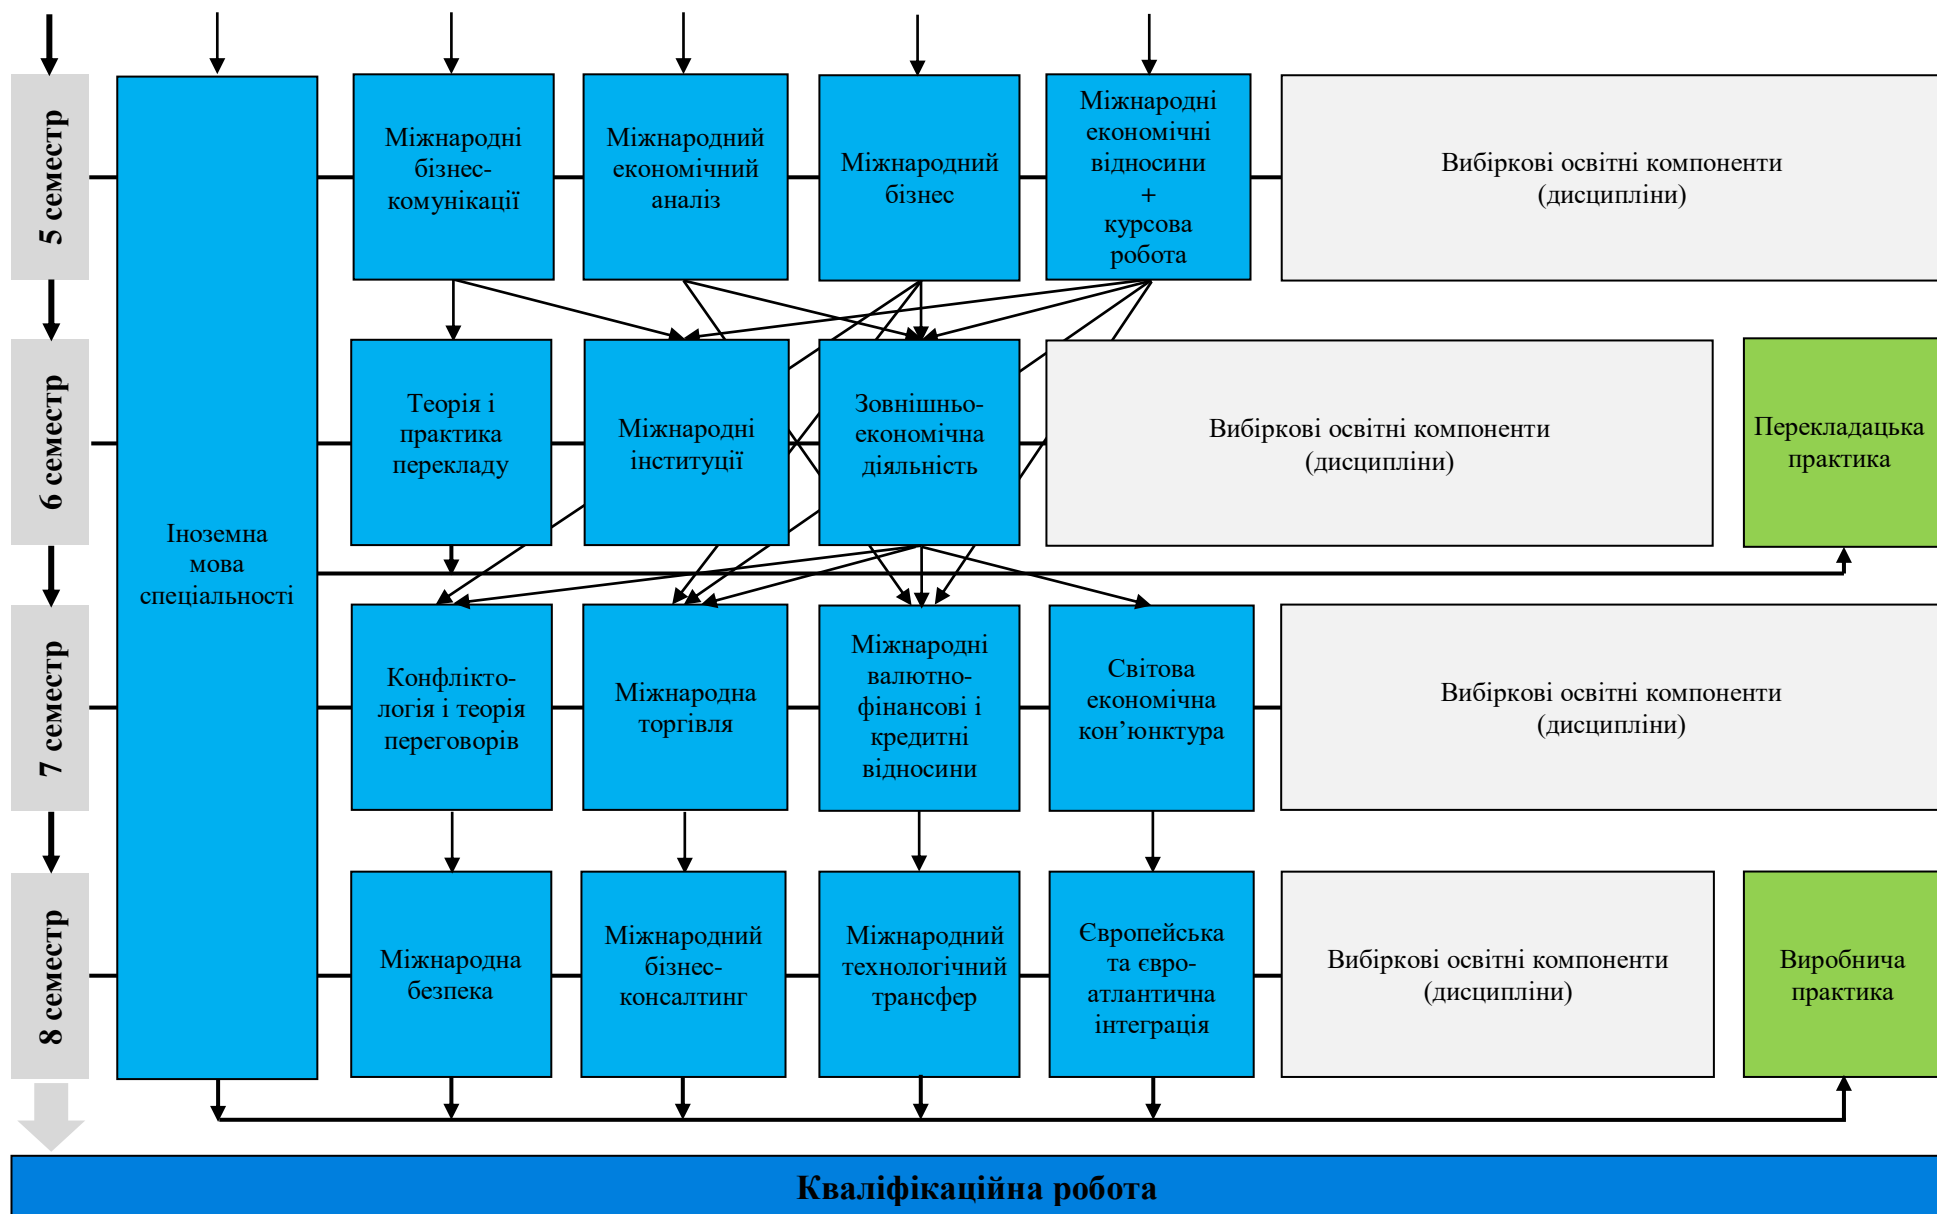 5 семестр
Іноземна
мова
спеціальності
Міжнародні
бізнес-
комунікації
Міжнародний
економічний
аналіз
Міжнародний
бізнес
Міжнародні
економічні
відносини
+
курсова
робота
Вибіркові освітні компоненти
(дисципліни)
6 семестр
Теорія і
практика
перекладу
Міжнародні
інституції
Зовнішньо-
економічна
діяльність
Вибіркові освітні компоненти
(дисципліни)
Перекладацька
практика
7 семестр
Конфлікто-
логія і теорія
переговорів
Міжнародна
торгівля
Міжнародні
валютно-
фінансові і
кредитні
відносини
Світова
економічна
кон’юнктура
Вибіркові освітні компоненти
(дисципліни)
8 семестр
Міжнародна
безпека
Міжнародний
бізнес-
консалтинг
Міжнародний
технологічний
трансфер
Європейська
та євро-
атлантична
інтеграція
Вибіркові освітні компоненти
(дисципліни)
Виробнича
практика
Кваліфікаційна робота